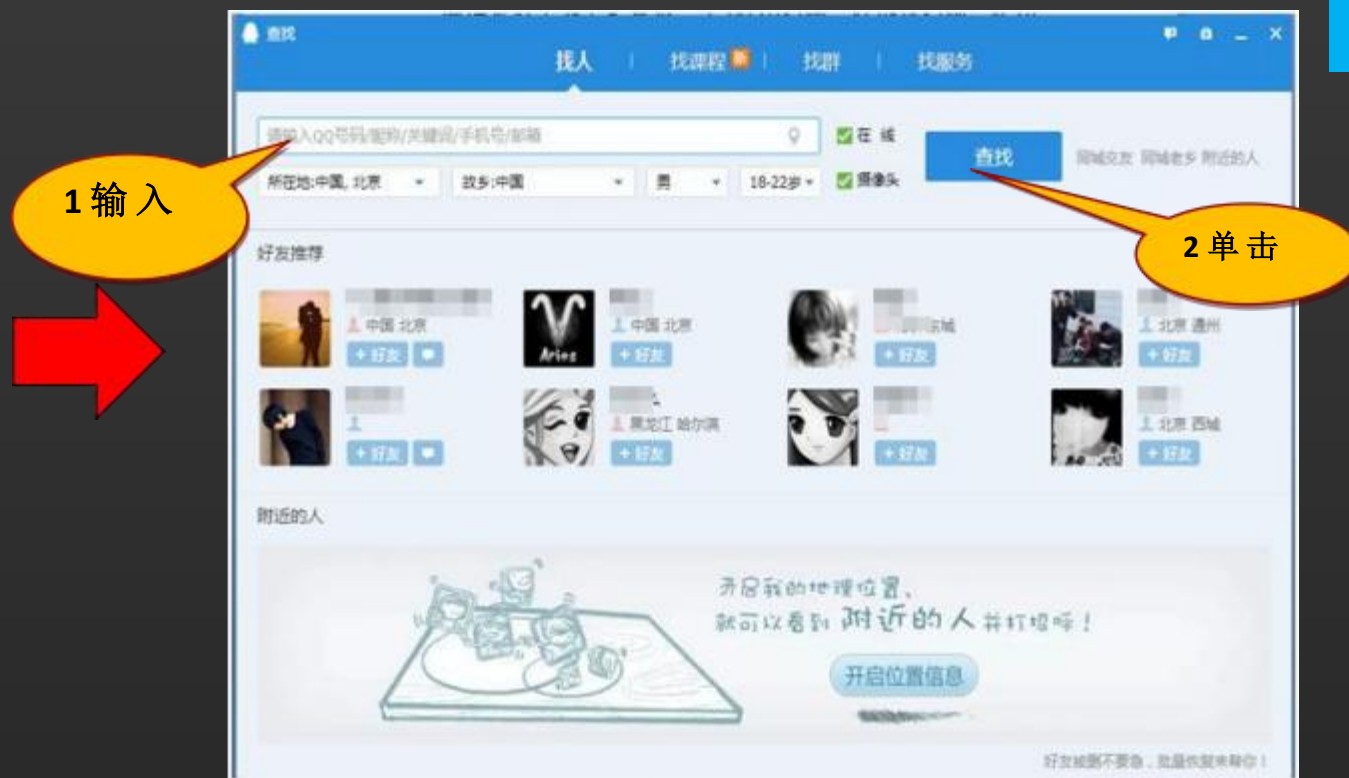 查找
找人 找课程 找群 找服务
请输入QQ号码/昵称/关键词/手机号/邮箱
在线
查找
同城交友 同城老乡 附近的人
所在地:中国, 北京
故乡:中国
男
18-22岁
摄像头
1 输入
2 单击
好友推荐
中国 北京
+ 好友
Aries
中国 北京
+ 好友
+ 好友
北京 通州
+ 好友
+ 好友
黑龙江 哈尔滨
+ 好友
+ 好友
北京 西城
+ 好友
附近的人
开启我的地理位置、
就可以看到 附近的人 并打招呼！
开启位置信息
好友被删不要急，批量恢复来帮你！